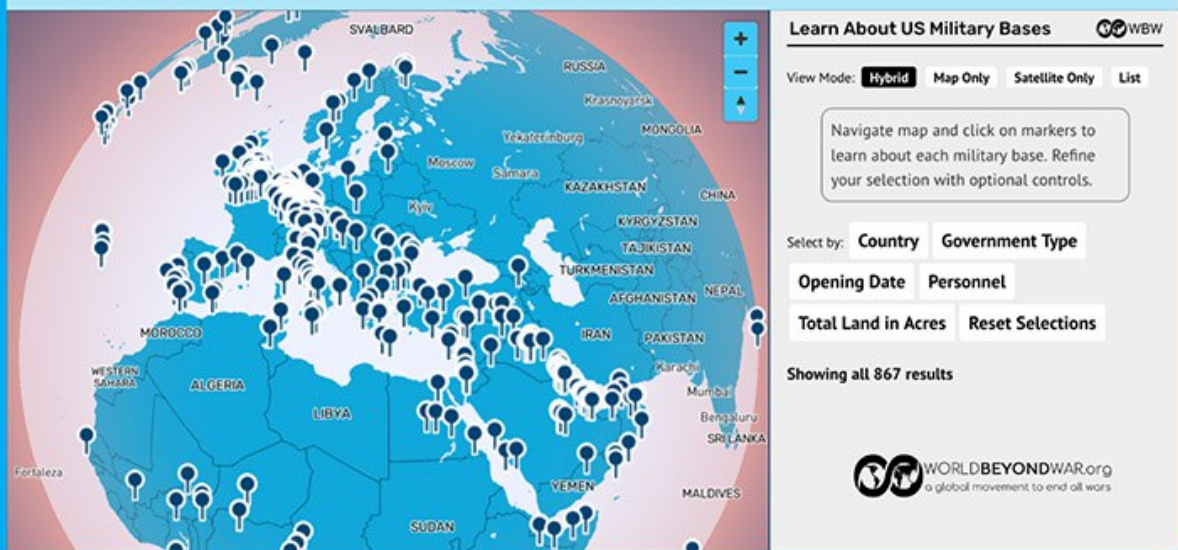 SVALBARD
RUSSIA
Krasnoyarsk
Yekaterinburg
MONGOLIA
Moscow
Samara
KAZAKHSTAN
CHINA
Kyiv
KYRGYZSTAN
TAJIKISTAN
TURKMENISTAN
AFGHANISTAN
NEPAL
MOROCCO
IRAN
PAKISTAN
Karachi
WESTERN
SAHARA
ALGERIA
Mumbai
LIBYA
Bengaluru
SRI LANKA
Fortaleza
YEMEN
MALDIVES
SUDAN
+
−
Learn About US Military Bases
WBW
View Mode: Hybrid Map Only Satellite Only List
Navigate map and click on markers to
learn about each military base. Refine
your selection with optional controls.
Select by: Country Government Type
Opening Date Personnel
Total Land in Acres Reset Selections
Showing all 867 results
WORLDBEYONDWAR.org
a global movement to end all wars